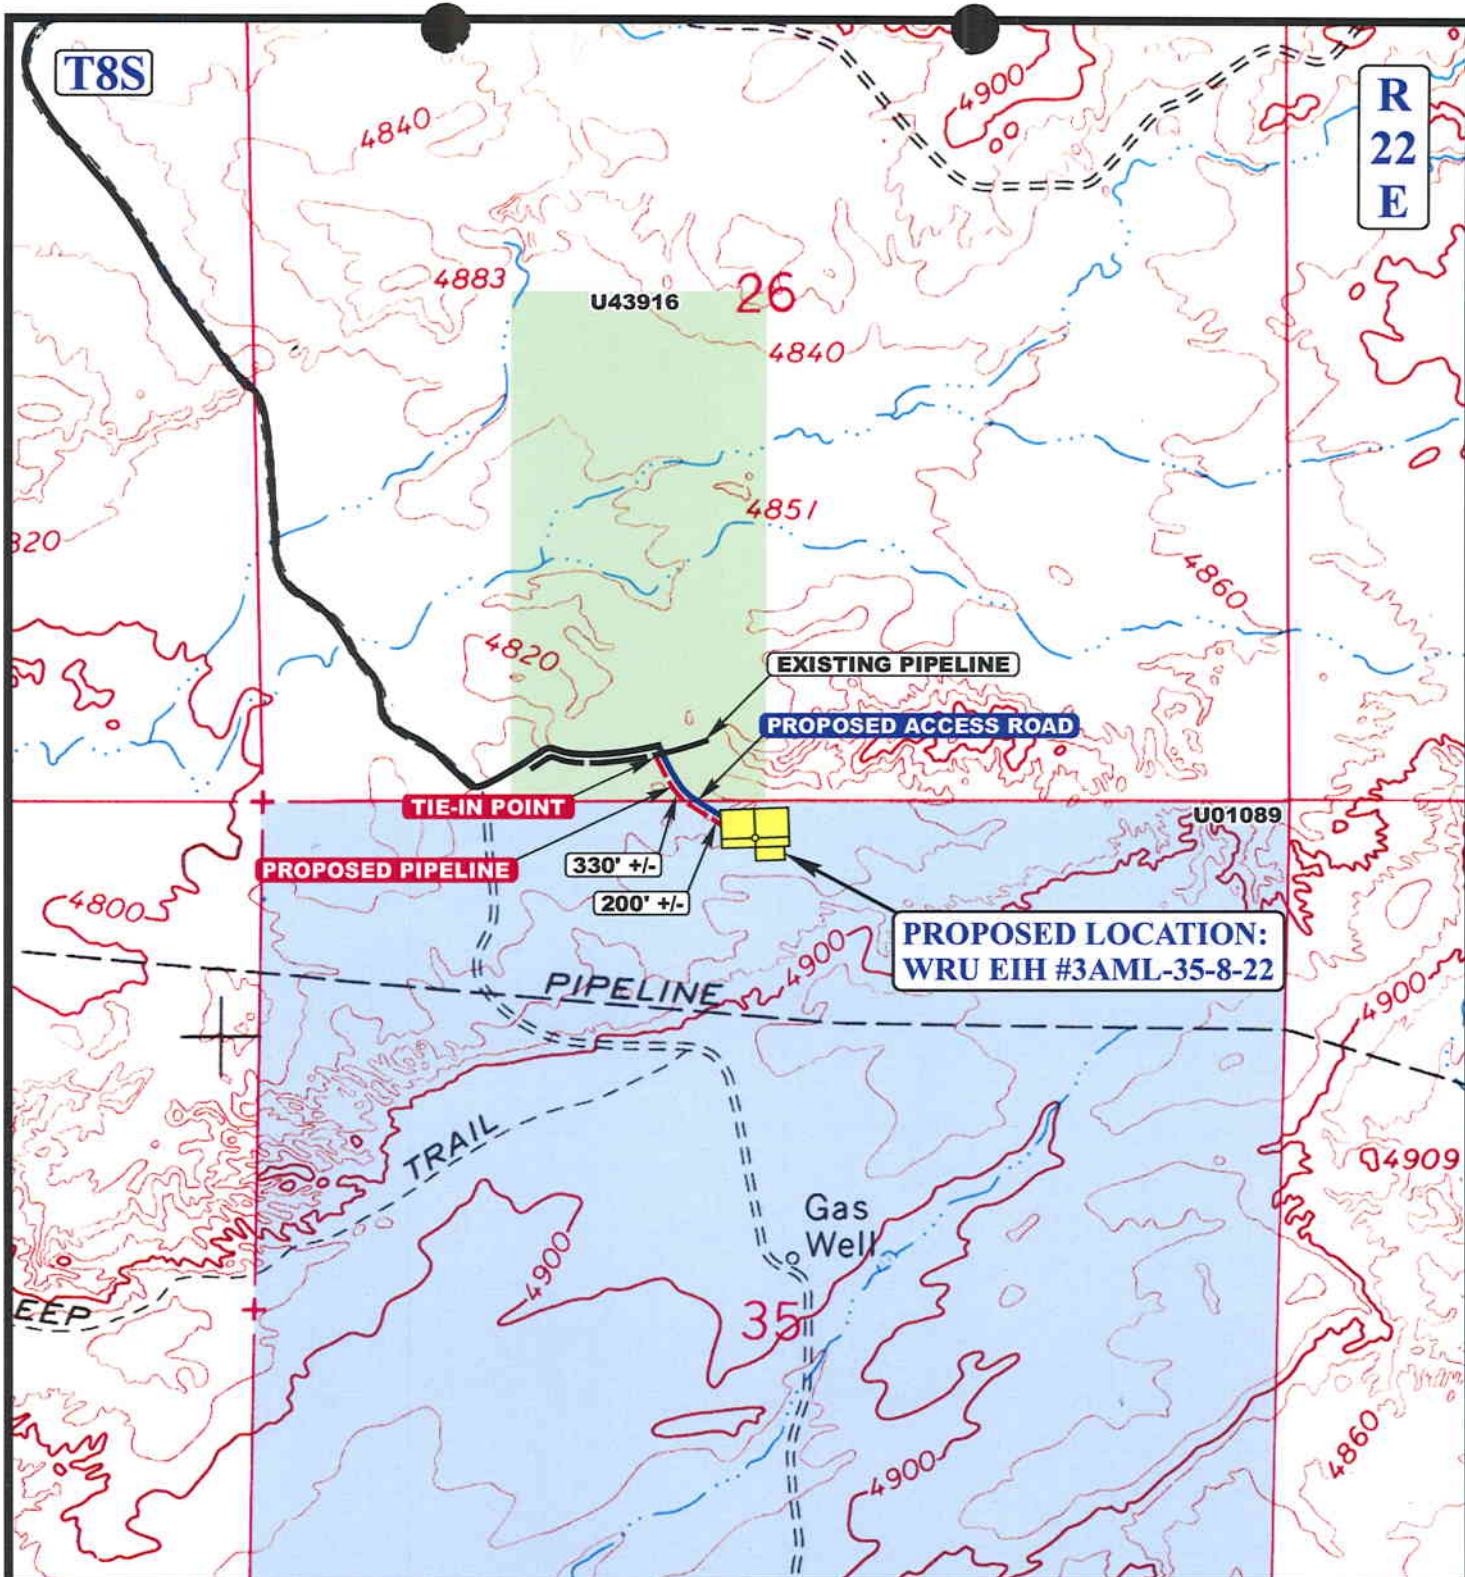 T8S
R
22
E
4900
4840
4883
U43916
26
4840
4851
820
4860
4820
EXISTING PIPELINE
PROPOSED ACCESS ROAD
TIE-IN POINT
U01089
PROPOSED PIPELINE
330' +/-
200' +/-
4800
PROPOSED LOCATION:
WRU EIH #3AML-35-8-22
4900
PIPELINE
4900
TRAIL
4909
Gas
Well
4900
EEP
35
4860
4900